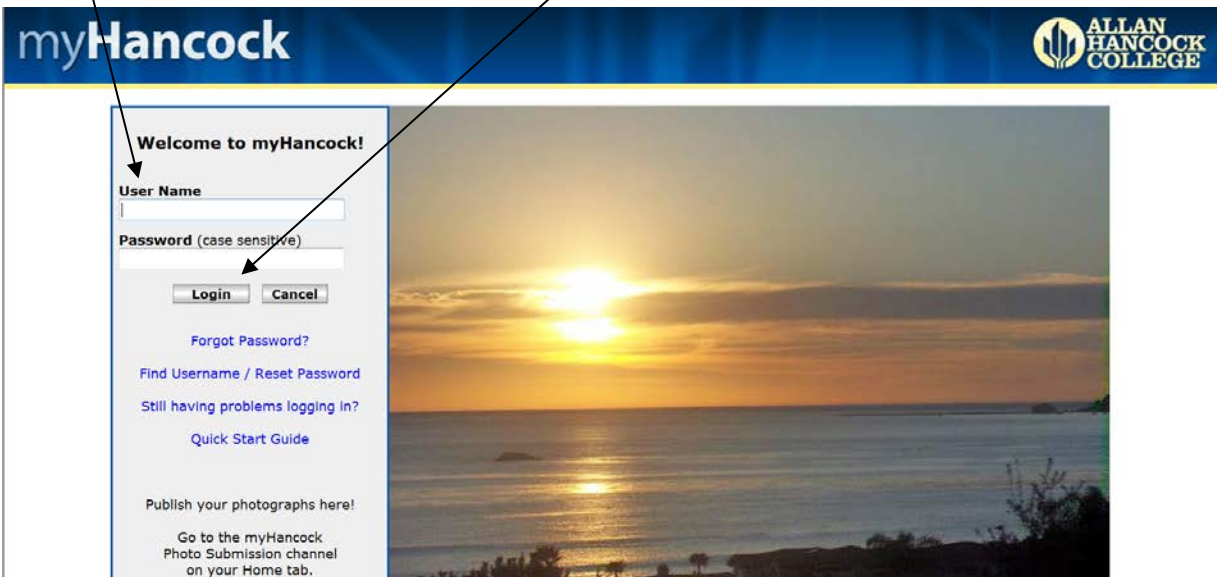 myHancock
ALLAN
HANCOCK
COLLEGE
Welcome to myHancock!
User Name
Password (case sensitive)
Login Cancel
Forgot Password?
Find Username / Reset Password
Still having problems logging in?
Quick Start Guide
Publish your photographs here!
Go to the myHancock
Photo Submission channel
on your Home tab.